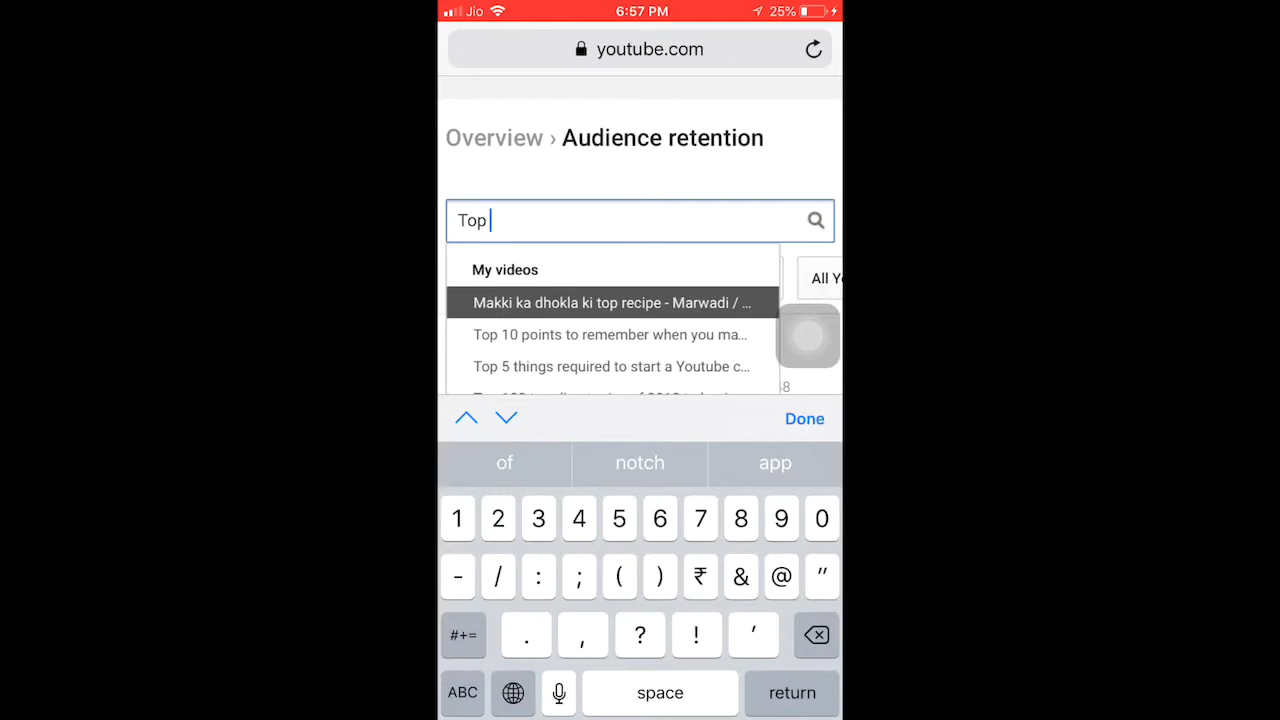 Jio 6:57 PM 25%
youtube.com
Overview › Audience retention
Top
My videos
All Y
Makki ka dhokla ki top recipe - Marwadi / ...
Top 10 points to remember when you ma...
Top 5 things required to start a Youtube c...
Done
of notch app
1 2 3 4 5 6 7 8 9 0
- / : ; ( ) ₹ & @ "
#+= . , ? ! '
ABC space return